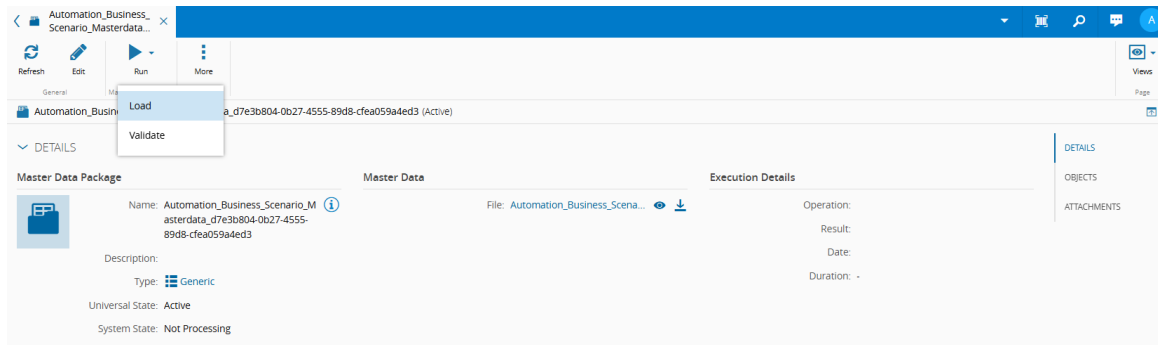 Automation_Business_
Scenario_Masterdata...
A
Refresh
Edit
Run
More
Views
General
Page
Load
Validate
Automation_Busin
a_d7e3b804-0b27-4555-89d8-cfea059a4ed3 (Active)
DETAILS
Master Data Package
Name: Automation_Business_Scenario_M
asterdata_d7e3b804-0b27-4555-
89d8-cfea059a4ed3
Description:
Type: Generic
Universal State: Active
System State: Not Processing
Master Data
File: Automation_Business_Scena...
Execution Details
Operation:
Result:
Date:
Duration: -
DETAILS
OBJECTS
ATTACHMENTS